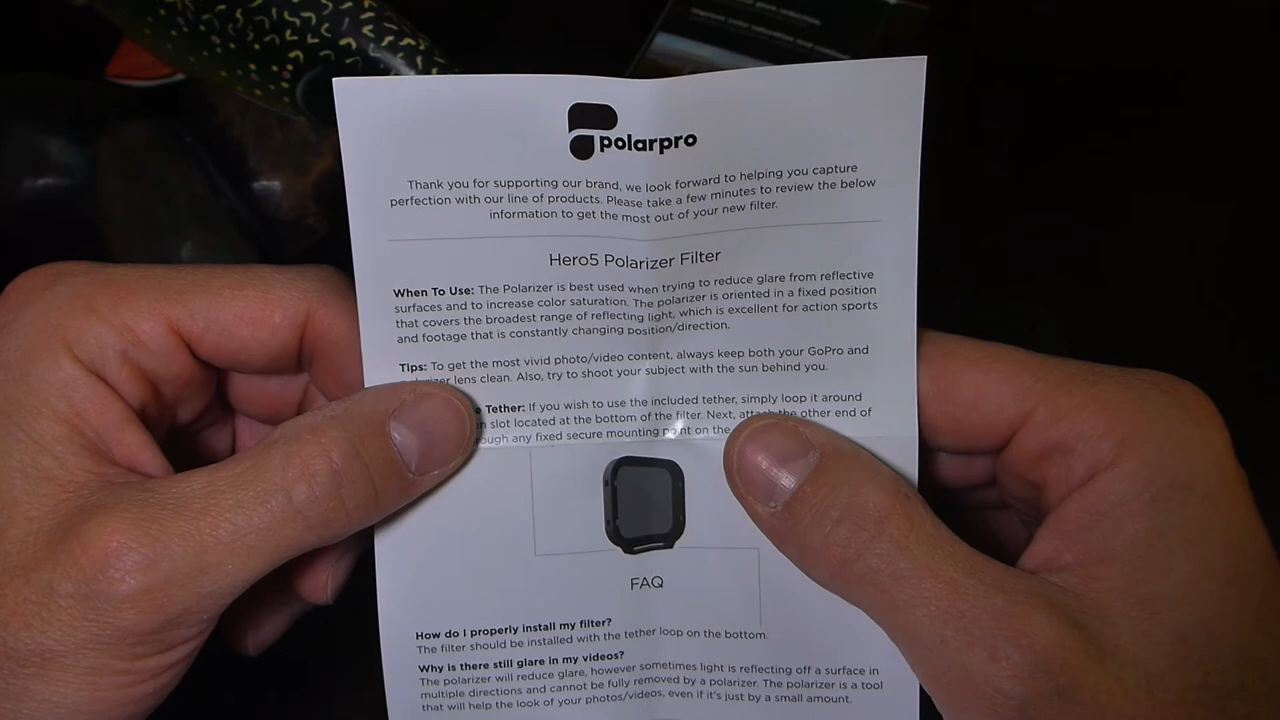 polarpro
Thank you for supporting our brand, we look forward to helping you capture
perfection with our line of products. Please take a few minutes to review the below
information to get the most out of your new filter.
Hero5 Polarizer Filter
When To Use: The Polarizer is best used when trying to reduce glare from reflective
surfaces and to increase color saturation. The polarizer is oriented in a fixed position
that covers the broadest range of reflecting light, which is excellent for action sports
and footage that is constantly changing position/direction.
Tips: To get the most vivid photo/video content, always keep both your GoPro and
lens clean. Also, try to shoot your subject with the sun behind you.
Tether: If you wish to use the included tether, simply loop it around
slot located at the bottom of the filter. Next, attach the other end of
any fixed secure mounting point on the
FAQ
How do I properly install my filter?
The filter should be installed with the tether loop on the bottom.
Why is there still glare in my videos?
The polarizer will reduce glare, however sometimes light is reflecting off a surface in
multiple directions and cannot be fully removed by a polarizer. The polarizer is a tool
that will help the look of your photos/videos, even if it's just by a small amount.